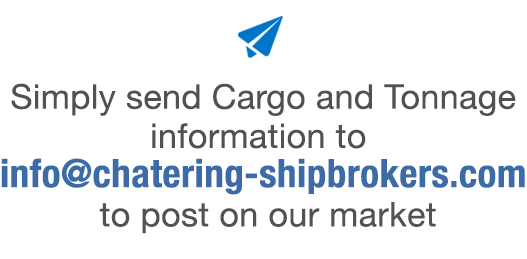 Simply send Cargo and Tonnage
information to
info@chatering-shipbrokers.com
to post on our market